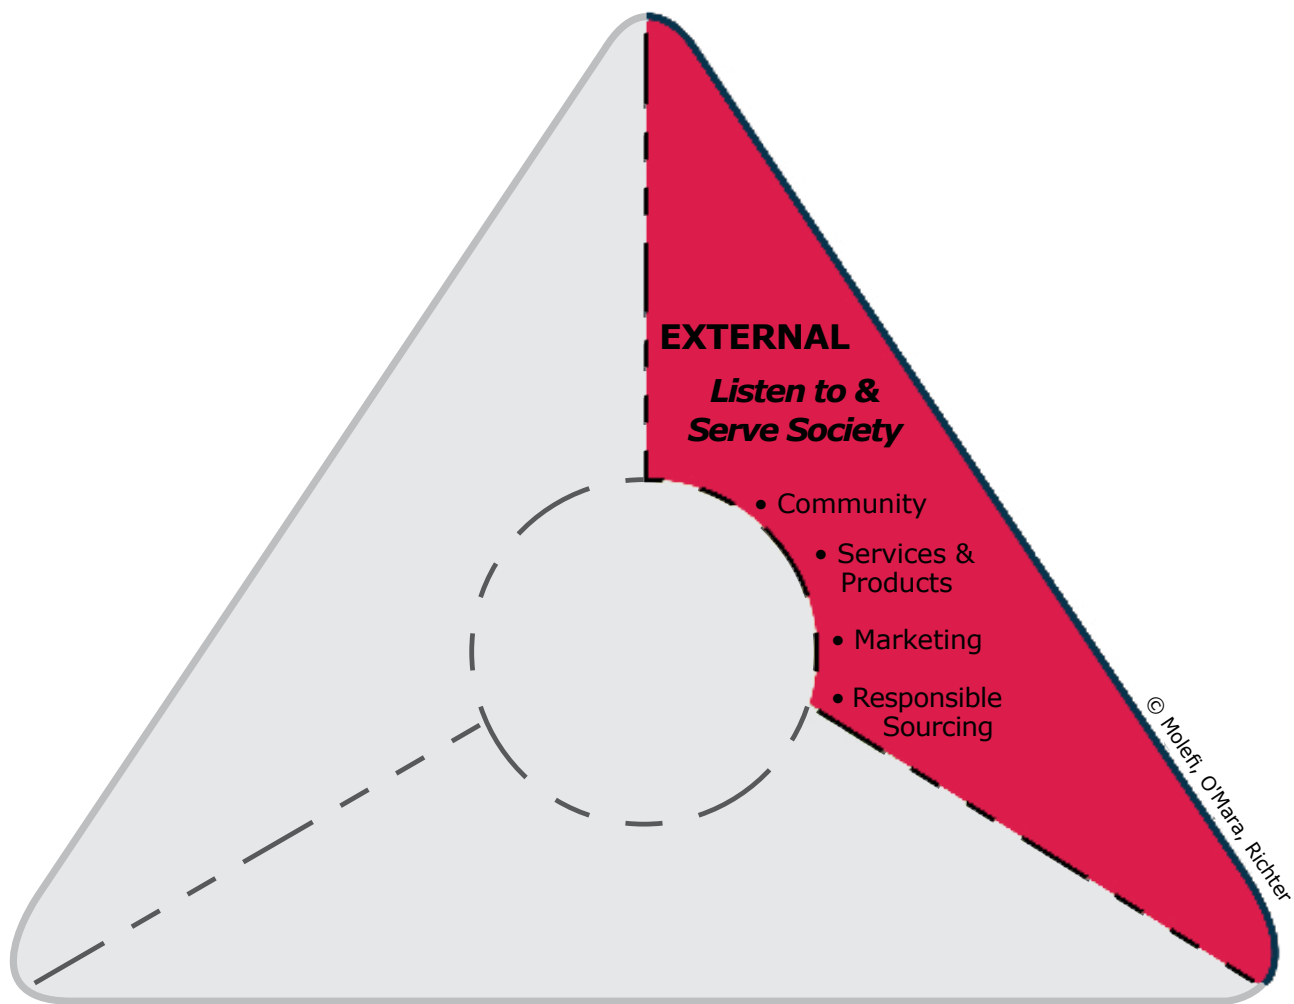 EXTERNAL
Listen to &
Serve Society
• Community
• Services &
Products
• Marketing
• Responsible
Sourcing
© Molefi, O'Mara, Richter